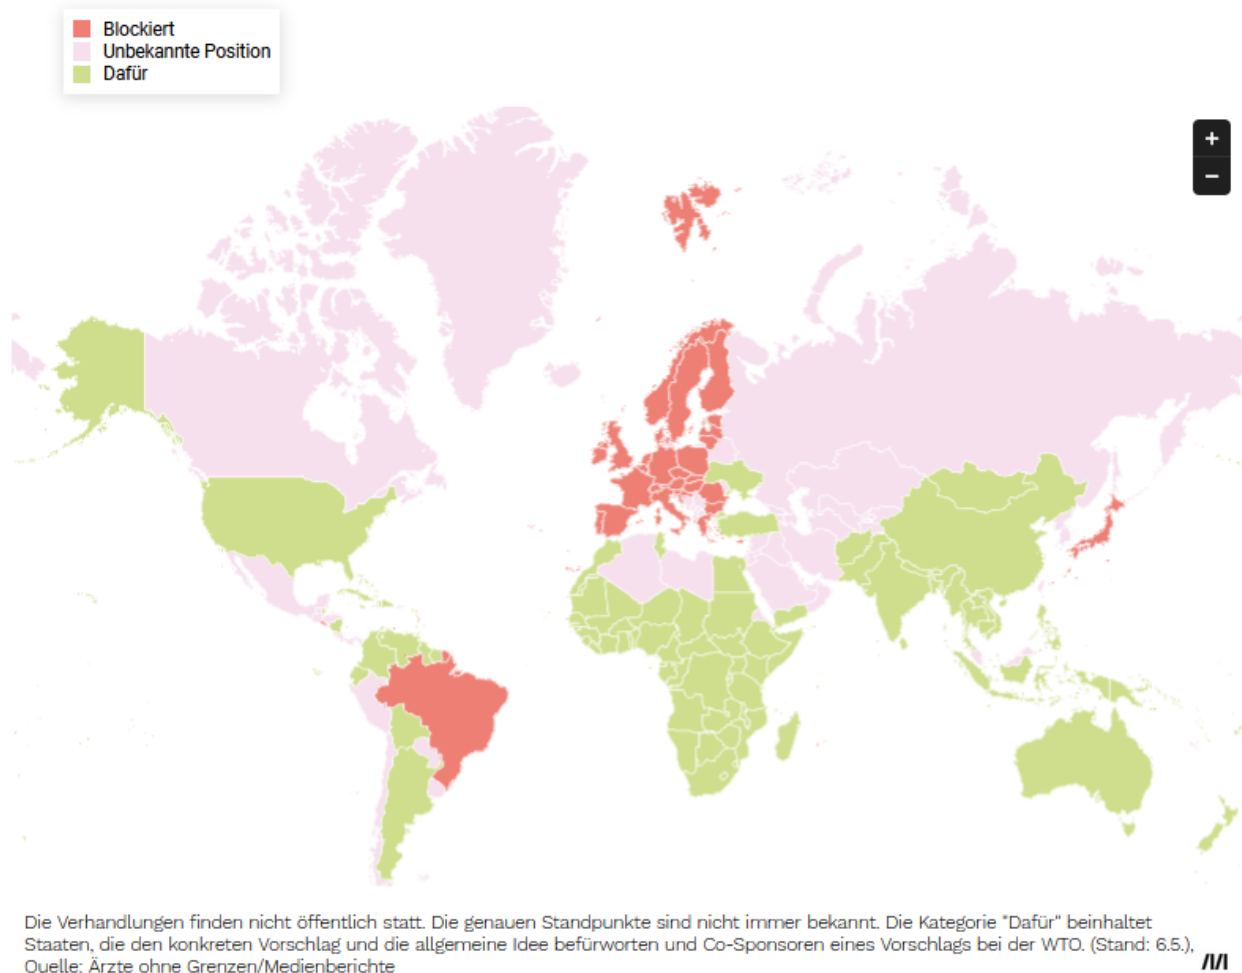 Blockiert
Unbekannte Position
Dafür
+
−
Die Verhandlungen finden nicht öffentlich statt. Die genauen Standpunkte sind nicht immer bekannt. Die Kategorie "Dafür" beinhaltet
Staaten, die den konkreten Vorschlag und die allgemeine Idee befürworten und Co-Sponsoren eines Vorschlags bei der WTO. (Stand: 6.5.),
Quelle: Ärzte ohne Grenzen/Medienberichte